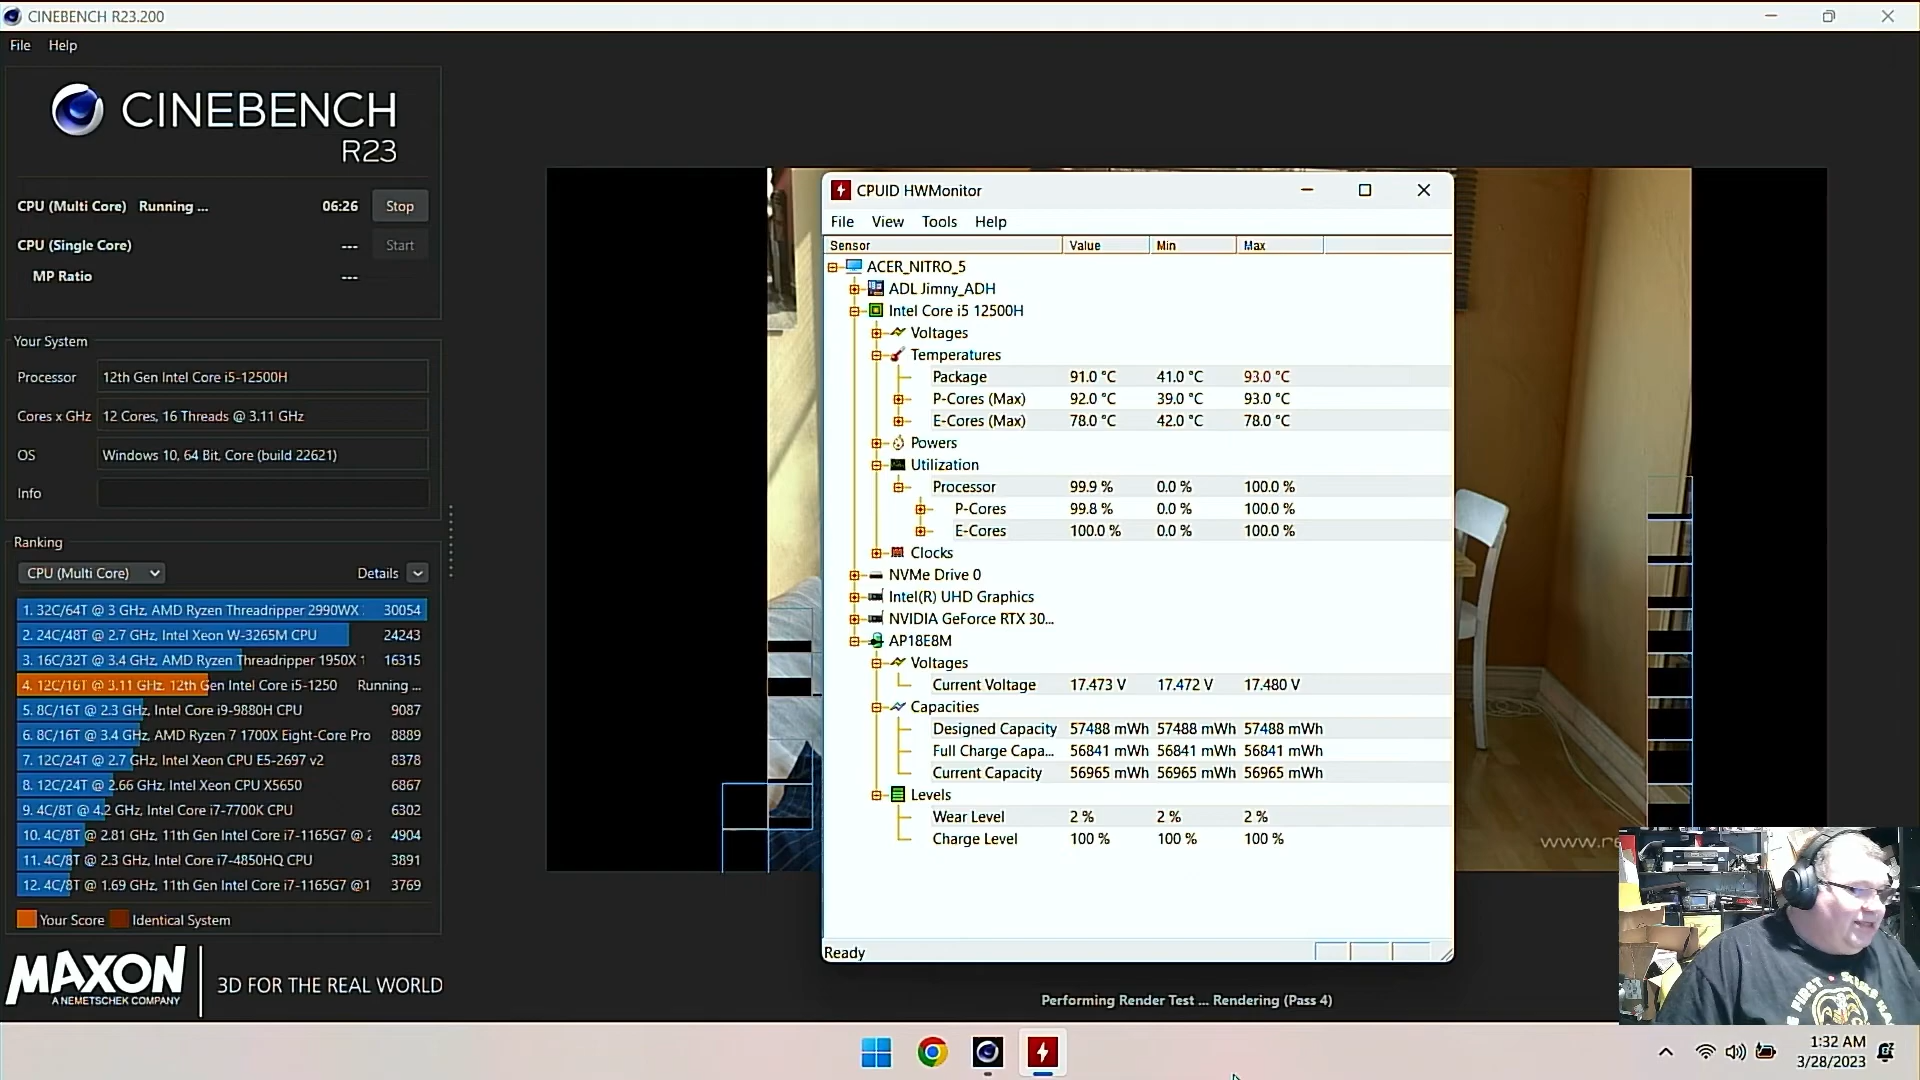 CINEBENCH R23.200
File Help
CINEBENCH
R23
CPU (Multi Core) Running ... 06:26 Stop
CPU (Single Core) --- Start
MP Ratio ---
Your System
Processor 12th Gen Intel Core i5-12500H
Cores x GHz 12 Cores, 16 Threads @ 3.11 GHz
OS Windows 10, 64 Bit, Core (build 22621)
Info
Ranking
CPU (Multi Core) Details
1. 32C/64T @ 3 GHz, AMD Ryzen Threadripper 2990WX 30054
2. 24C/48T @ 2.7 GHz, Intel Xeon W-3265M CPU 24243
3. 16C/32T @ 3.4 GHz, AMD Ryzen Threadripper 1950X 16315
4. 12C/16T @ 3.11 GHz, 12th Gen Intel Core i5-1250 Running ...
5. 8C/16T @ 2.3 GHz, Intel Core i9-9880H CPU 9087
6. 8C/16T @ 3.4 GHz, AMD Ryzen 7 1700X Eight-Core Pro 8889
7. 12C/24T @ 2.7 GHz, Intel Xeon CPU E5-2697 v2 8378
8. 12C/24T @ 2.66 GHz, Intel Xeon CPU X5650 6867
9. 4C/8T @ 4.2 GHz, Intel Core i7-7700K CPU 6302
10. 4C/8T @ 2.81 GHz, 11th Gen Intel Core i7-1165G7 @ 2 4904
11. 4C/8T @ 2.3 GHz, Intel Core i7-4850HQ CPU 3891
12. 4C/8T @ 1.69 GHz, 11th Gen Intel Core i7-1165G7 @1 3769
Your Score Identical System
MAXON
A NEMETSCHEK COMPANY
3D FOR THE REAL WORLD
CPUID HWMonitor
File View Tools Help
Sensor Value Min Max
ACER_NITRO_5
ADL Jimny_ADH
Intel Core i5 12500H
Voltages
Temperatures
Package 91.0 °C 41.0 °C 93.0 °C
P-Cores (Max) 92.0 °C 39.0 °C 93.0 °C
E-Cores (Max) 78.0 °C 42.0 °C 78.0 °C
Powers
Utilization
Processor 99.9 % 0.0 % 100.0 %
P-Cores 99.8 % 0.0 % 100.0 %
E-Cores 100.0 % 0.0 % 100.0 %
Clocks
NVMe Drive 0
Intel(R) UHD Graphics
NVIDIA GeForce RTX 30...
AP18E8M
Voltages
Current Voltage 17.473 V 17.472 V 17.480 V
Capacities
Designed Capacity 57488 mWh 57488 mWh 57488 mWh
Full Charge Capa... 56841 mWh 56841 mWh 56841 mWh
Current Capacity 56965 mWh 56965 mWh 56965 mWh
Levels
Wear Level 2 % 2 % 2 %
Charge Level 100 % 100 % 100 %
Ready
Performing Render Test ... Rendering (Pass 4)
1:32 AM
3/28/2023